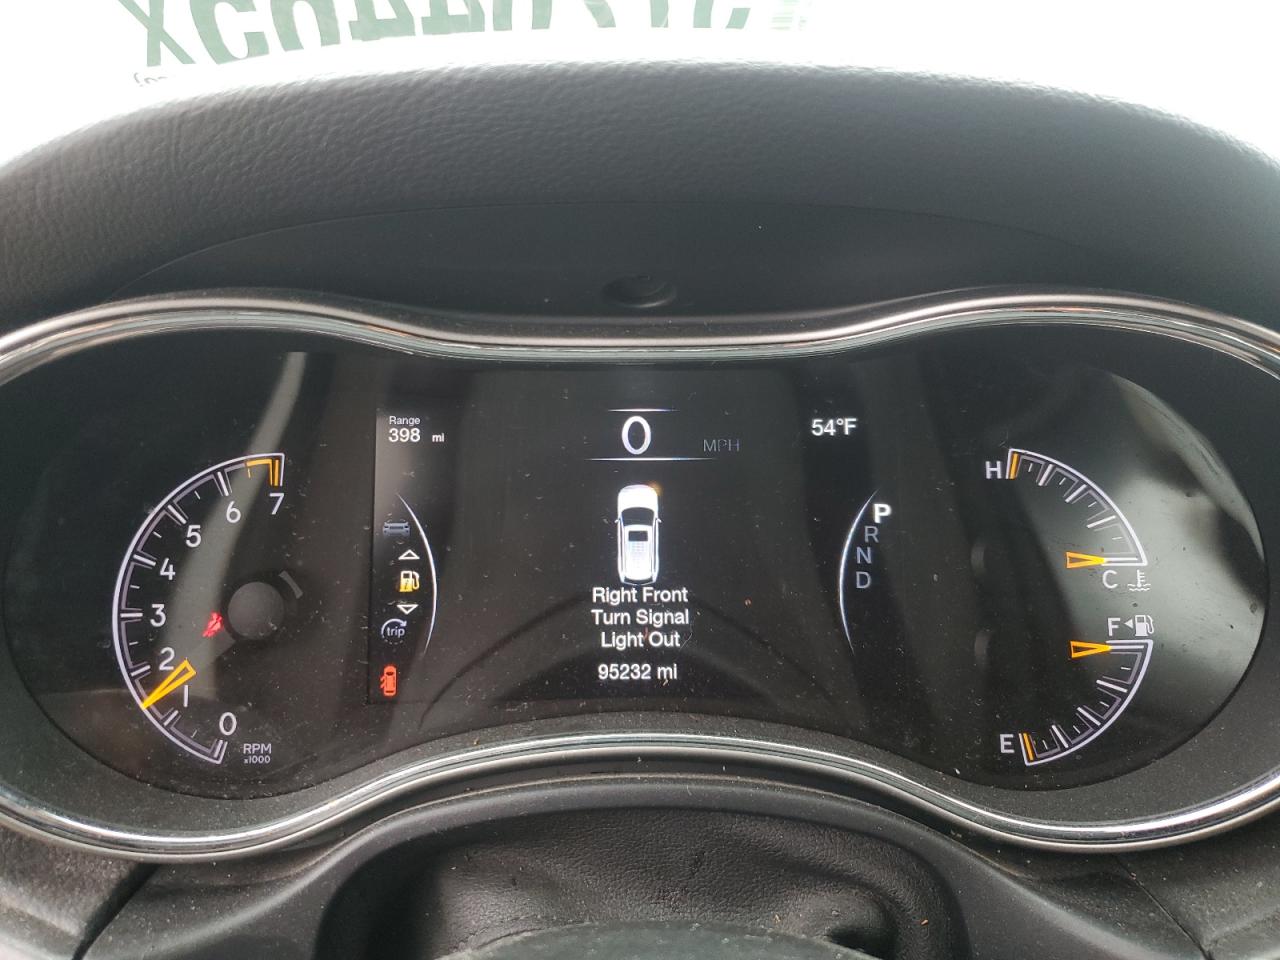 Range
398 mi
0 MPH
54°F
7
6
5
4
3
2
1
0
RPM
x1000
trip
P
R
N
D
Right Front
Turn Signal
Light Out
95232 mi
H
C
F
E